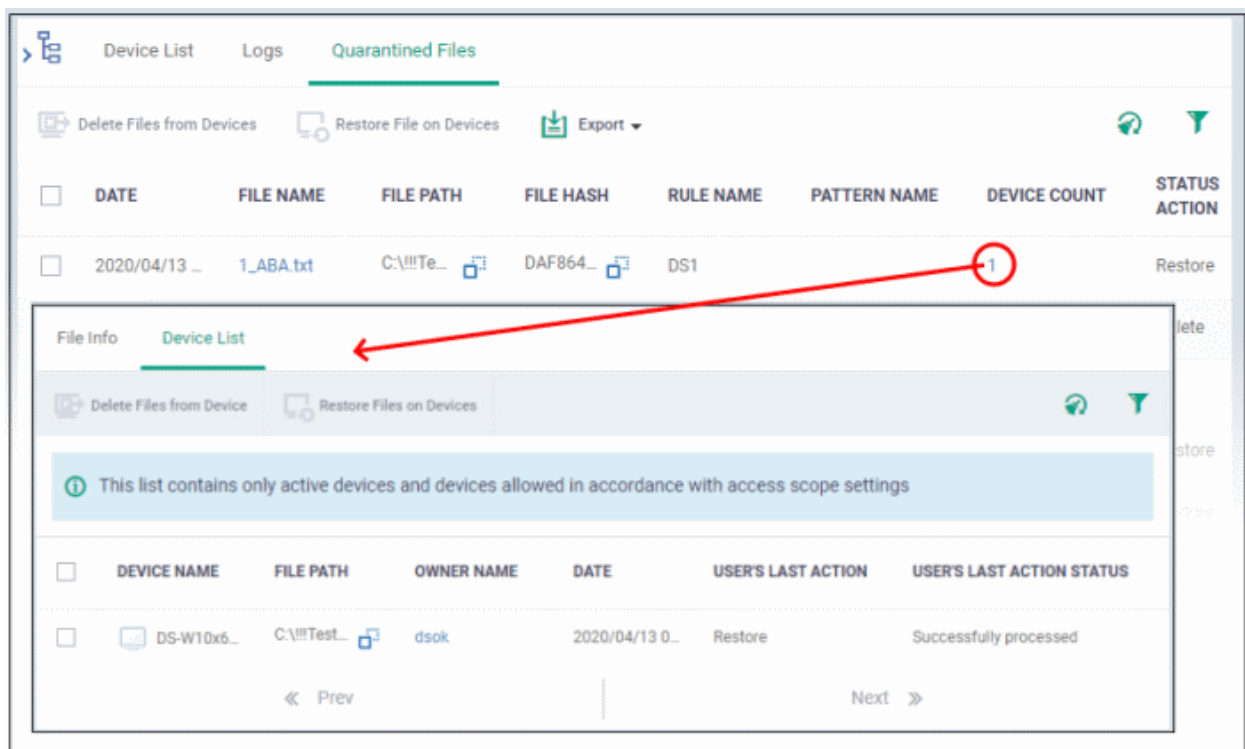 Device List Logs Quarantined Files
Delete Files from Devices Restore File on Devices Export
DATE FILE NAME FILE PATH FILE HASH RULE NAME PATTERN NAME DEVICE COUNT STATUS
ACTION
2020/04/13 ... 1_ABA.txt C:\!!!Te... DAF864... DS1 1 Restore
lete
File Info Device List
Delete Files from Device Restore Files on Devices
store
This list contains only active devices and devices allowed in accordance with access scope settings
DEVICE NAME FILE PATH OWNER NAME DATE USER'S LAST ACTION USER'S LAST ACTION STATUS
DS-W10x6... C:\!!!Test... dsok 2020/04/13 0... Restore Successfully processed
« Prev Next »